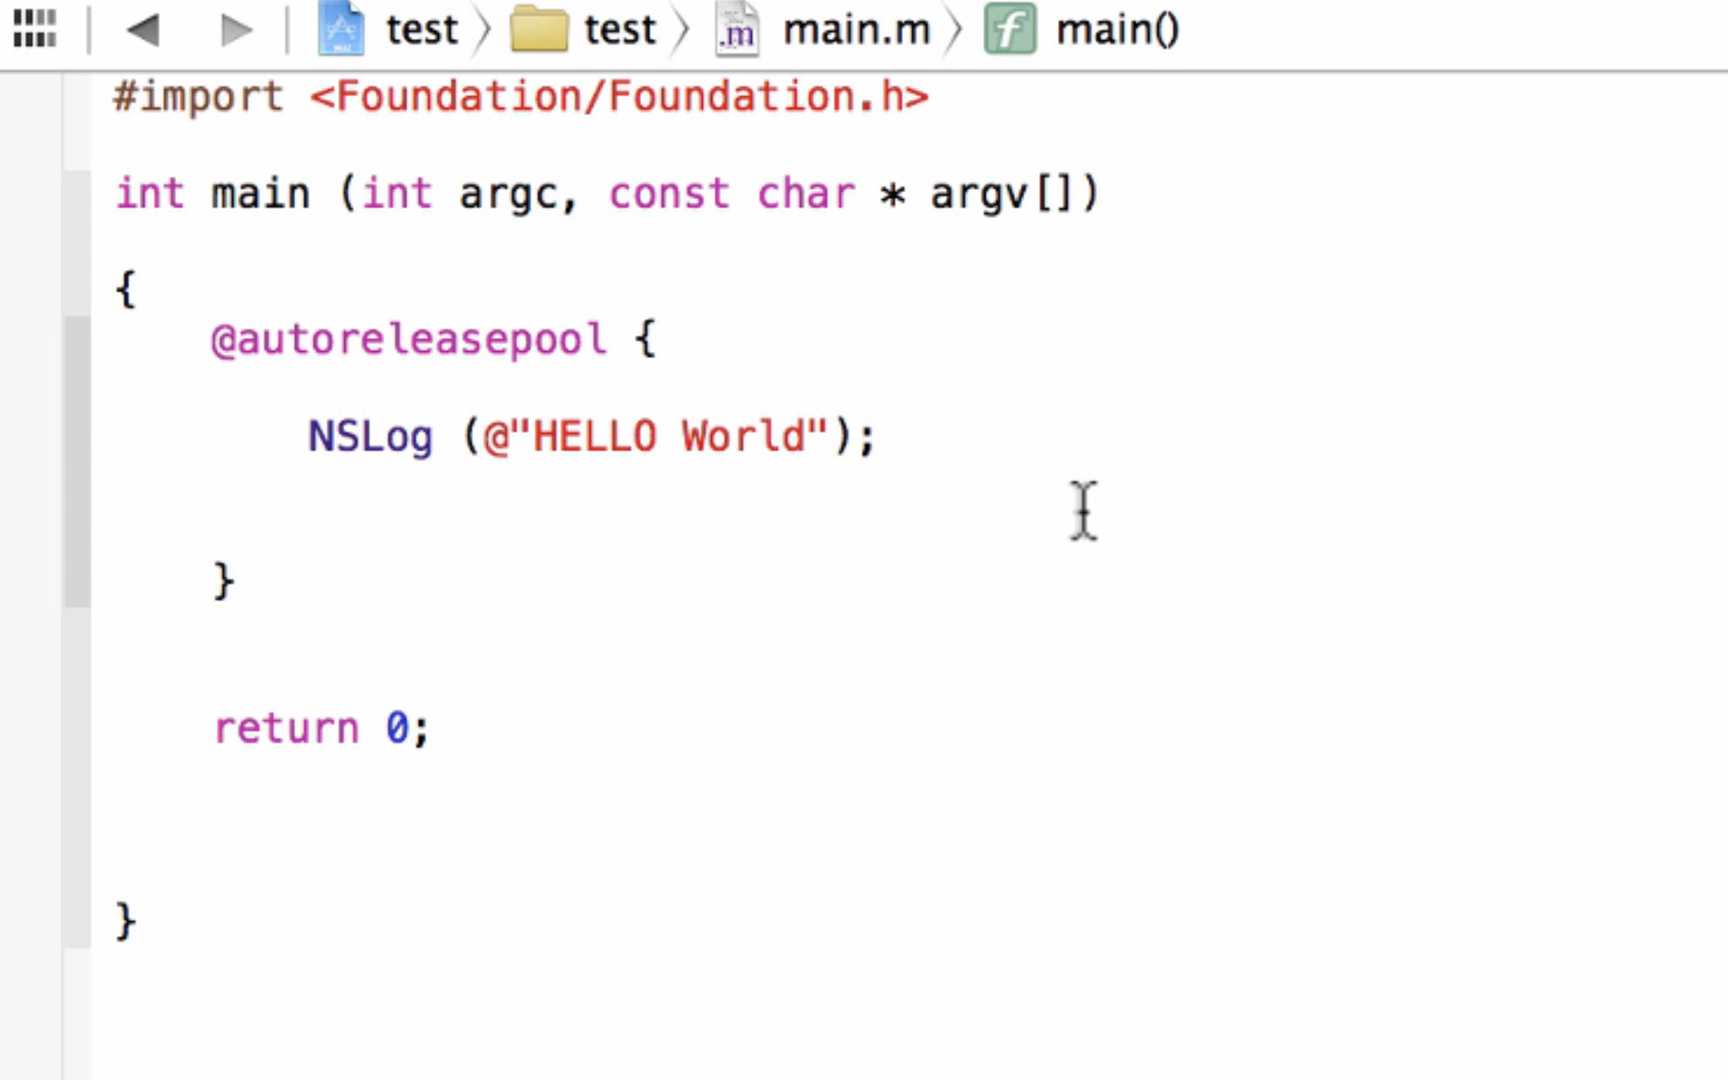 test > test > main.m > main()
#import <Foundation/Foundation.h>
int main (int argc, const char * argv[])
{
@autoreleasepool {
NSLog (@"HELLO World");
}
return 0;
}